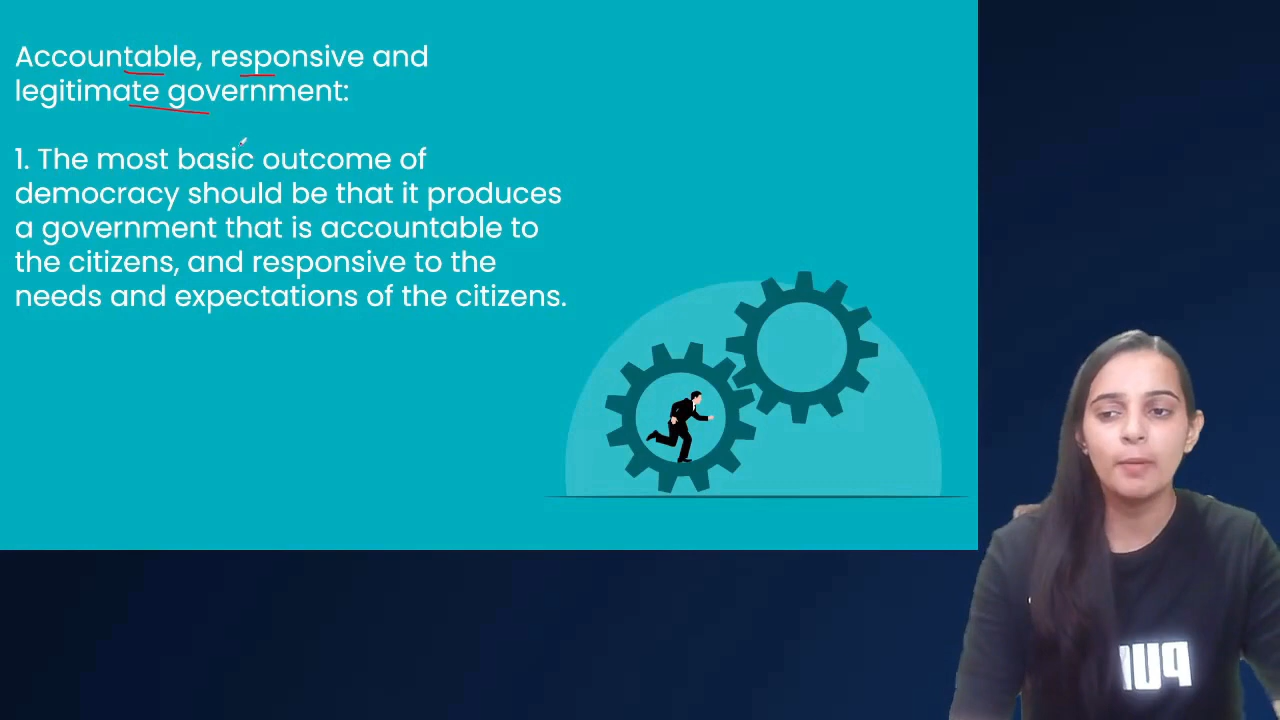 Accountable, responsive and
legitimate government:
1. The most basic outcome of
democracy should be that it produces
a government that is accountable to
the citizens, and responsive to the
needs and expectations of the citizens.